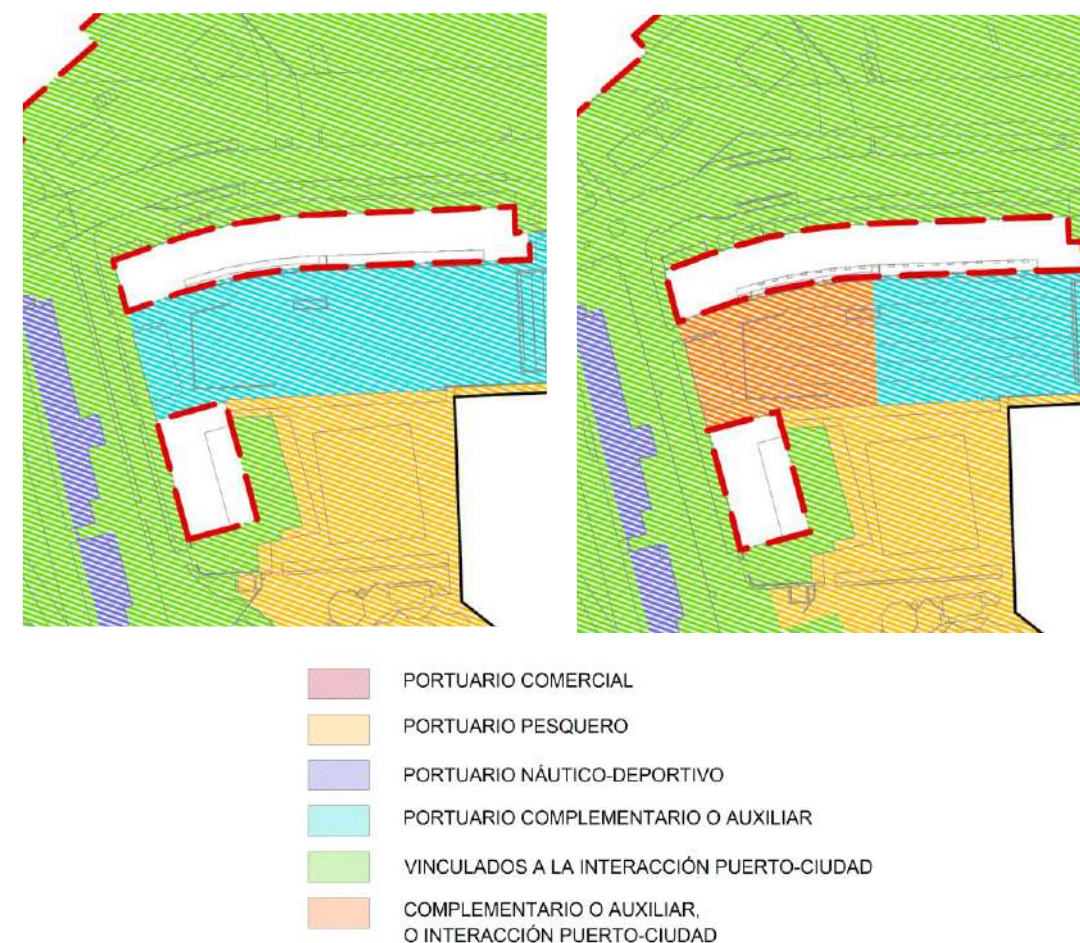 PORTUARIO COMERCIAL
PORTUARIO PESQUERO
PORTUARIO NÁUTICO-DEPORTIVO
PORTUARIO COMPLEMENTARIO O AUXILIAR
VINCULADOS A LA INTERACCIÓN PUERTO-CIUDAD
COMPLEMENTARIO O AUXILIAR,
O INTERACCIÓN PUERTO-CIUDAD